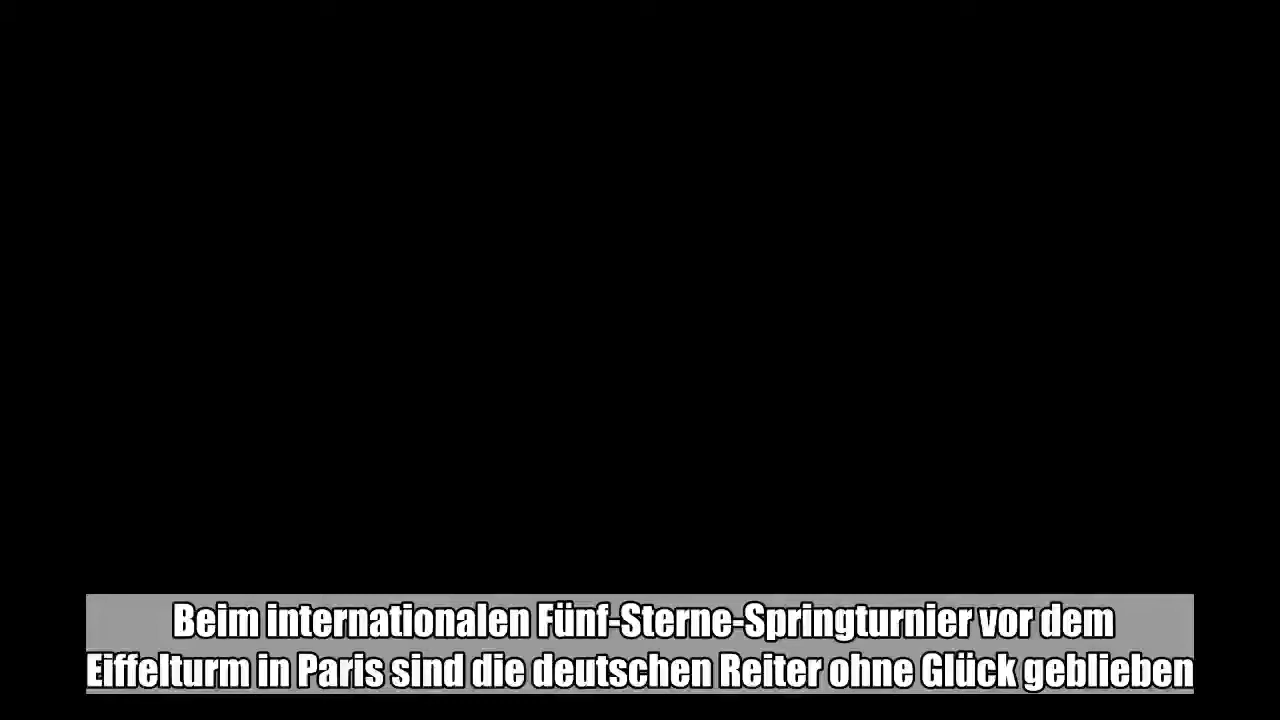 Beim internationalen Fünf-Sterne-Springturnier vor dem
Eiffelturm in Paris sind die deutschen Reiter ohne Glück geblieben